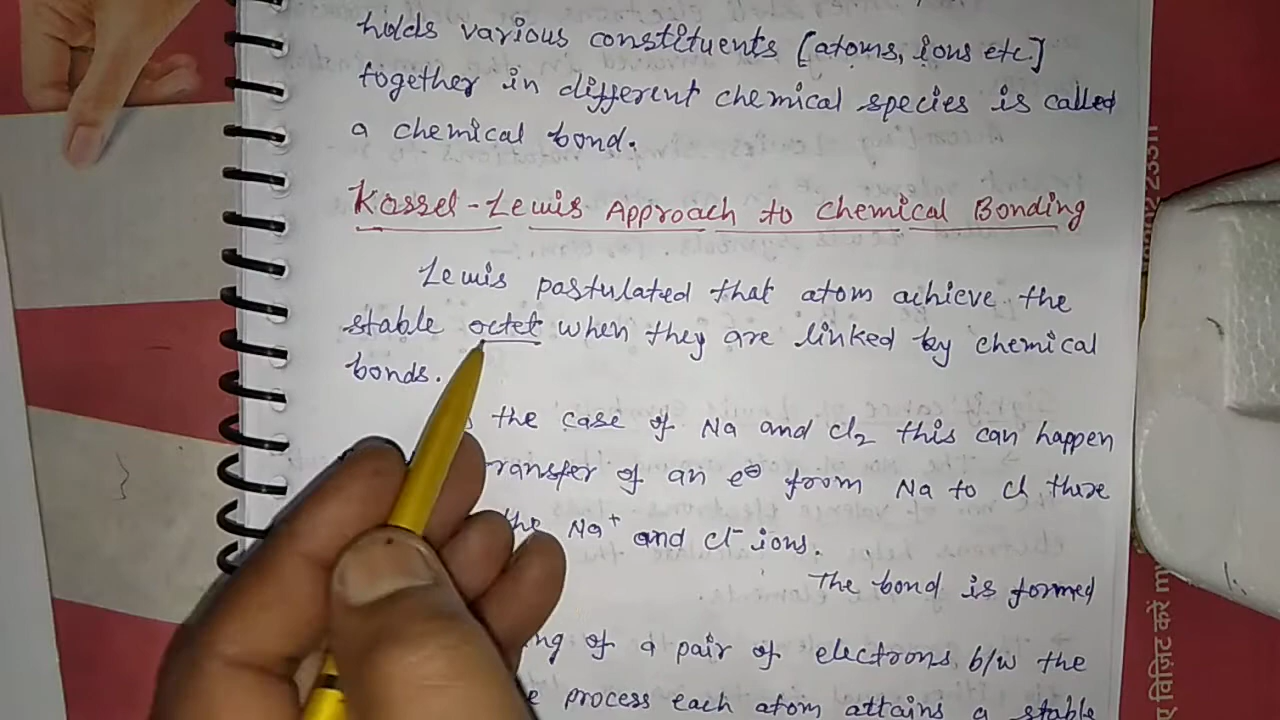 holds various constituents [atoms, ions etc.]
together in different chemical species is called
a chemical bond.
Kossel-Lewis Approach to Chemical Bonding
Lewis postulated that atom achieve the
stable octet when they are linked by chemical
bonds.
the case of Na and Cl₂ this can happen
ransfer of an e⊖ from Na to Cl there
the Na⁺ and Cl⁻ ions.
The bond is formed
ng of a pair of electrons b/w the
process each atom attains a stable
विज़िट करें